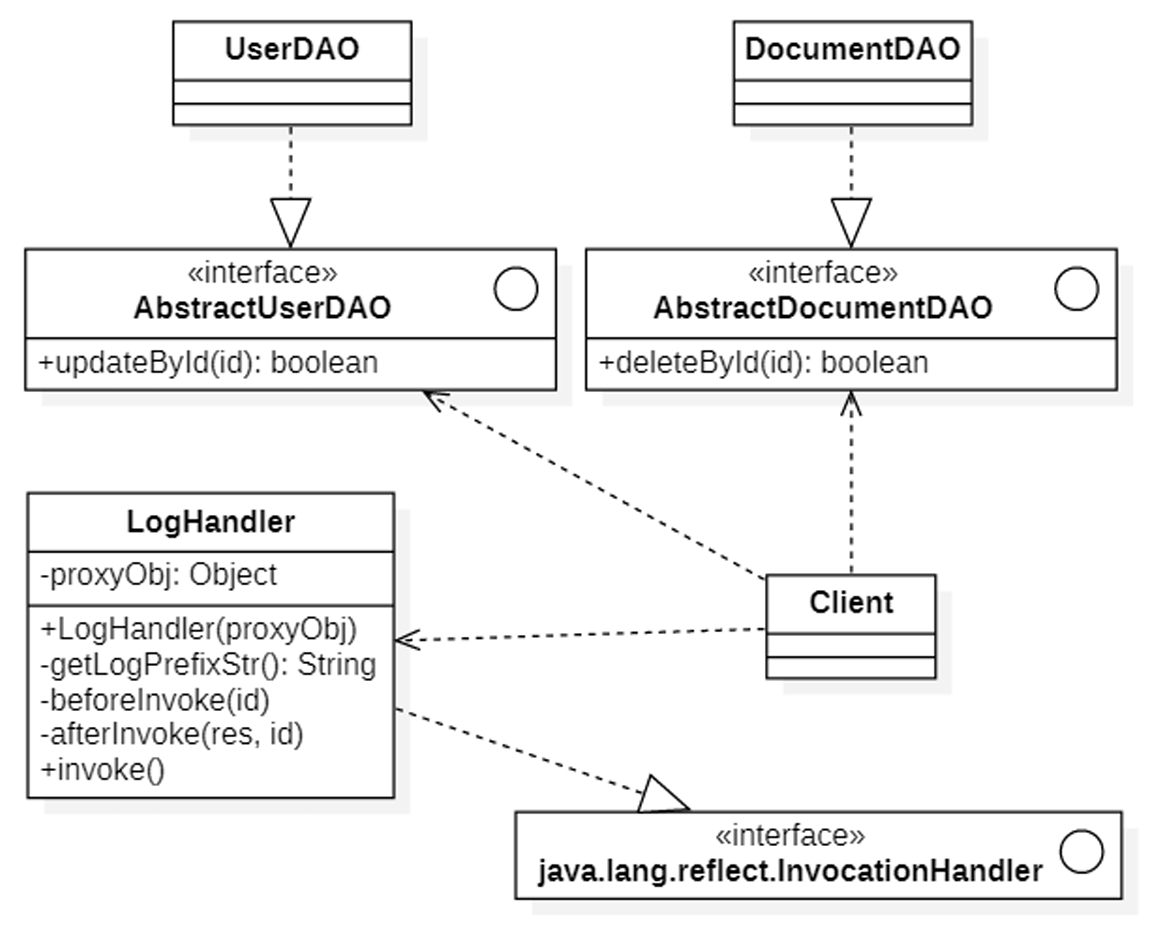 UserDAO
DocumentDAO
«interface»
AbstractUserDAO
+updateById(id): boolean
«interface»
AbstractDocumentDAO
+deleteById(id): boolean
LogHandler
-proxyObj: Object
+LogHandler(proxyObj)
-getLogPrefixStr(): String
-beforeInvoke(id)
-afterInvoke(res, id)
+invoke()
Client
«interface»
java.lang.reflect.InvocationHandler